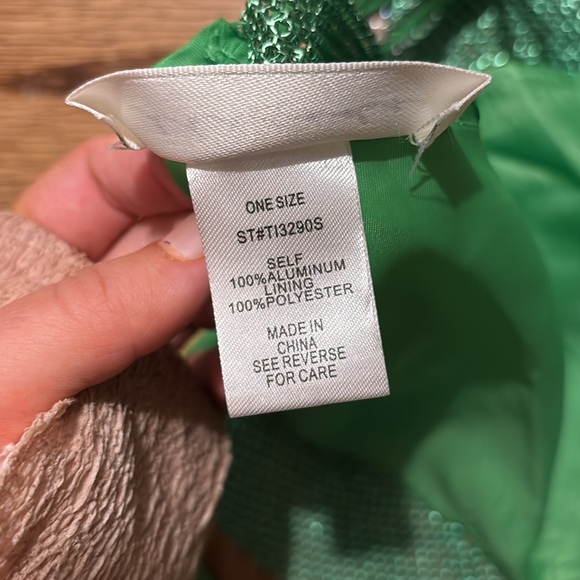 ONE SIZE
ST#TI3290S
SELF
100%ALUMINUM
LINING
100%POLYESTER
MADE IN
CHINA
SEE REVERSE
FOR CARE